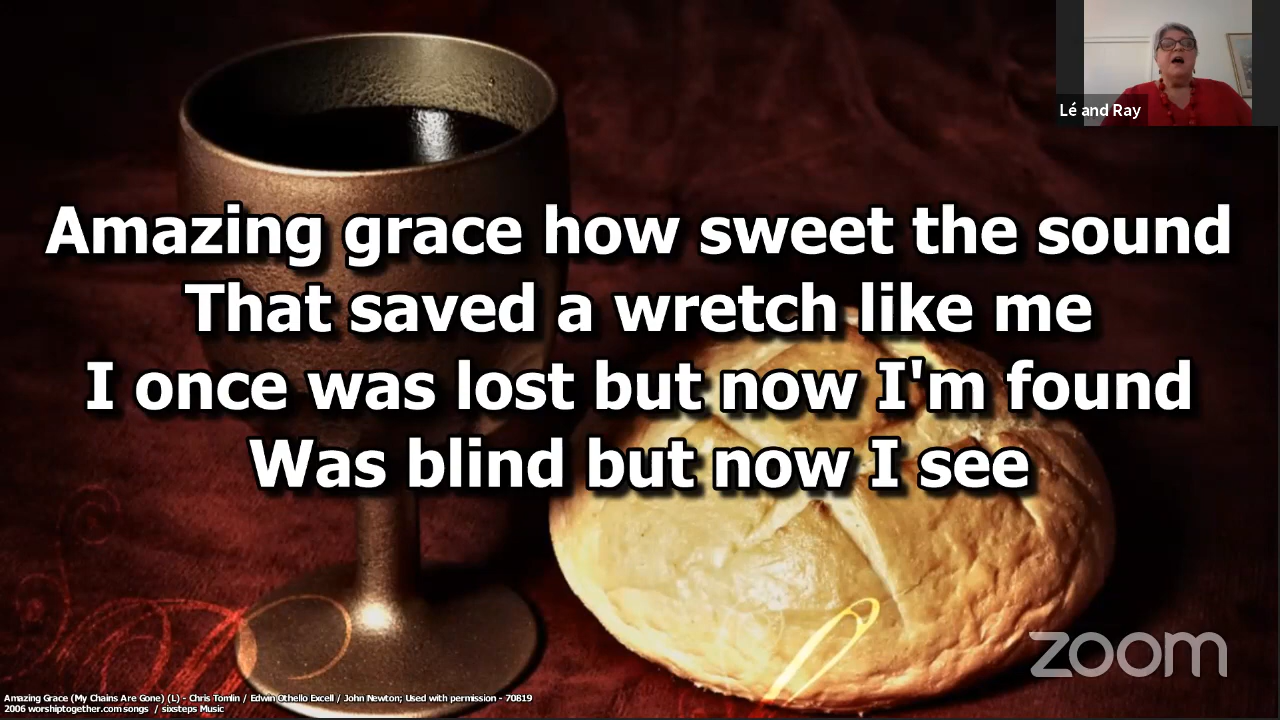 Lé and Ray
Amazing grace how sweet the sound
That saved a wretch like me
I once was lost but now I'm found
Was blind but now I see
zoom
Amazing Grace (My Chains Are Gone) (L) - Chris Tomlin / Edwin Othello Excell / John Newton; Used with permission - 70819
2006 worshiptogether.com songs / sixsteps Music